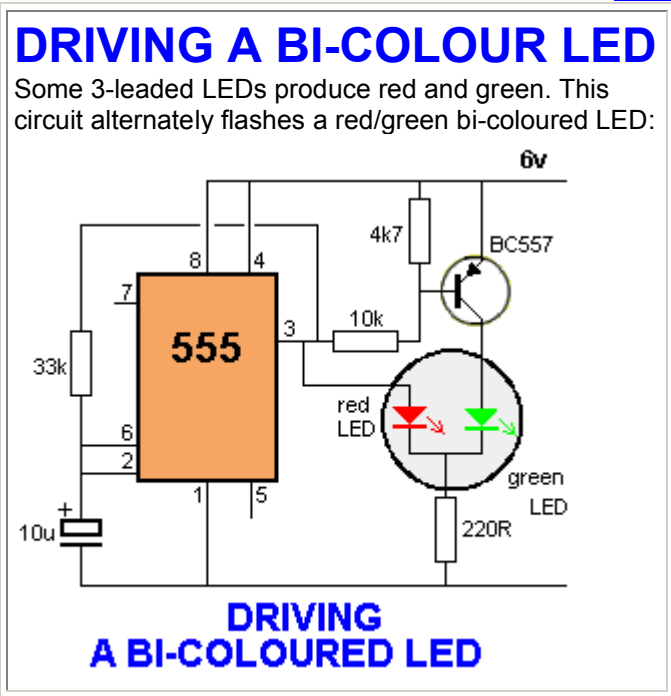 DRIVING A BI-COLOUR LED
Some 3-leaded LEDs produce red and green. This
circuit alternately flashes a red/green bi-coloured LED:
6v
4k7
BC557
8
4
7
3
10k
555
33k
red
LED
6
2
green
LED
1
5
+
10u
220R
DRIVING
A BI-COLOURED LED